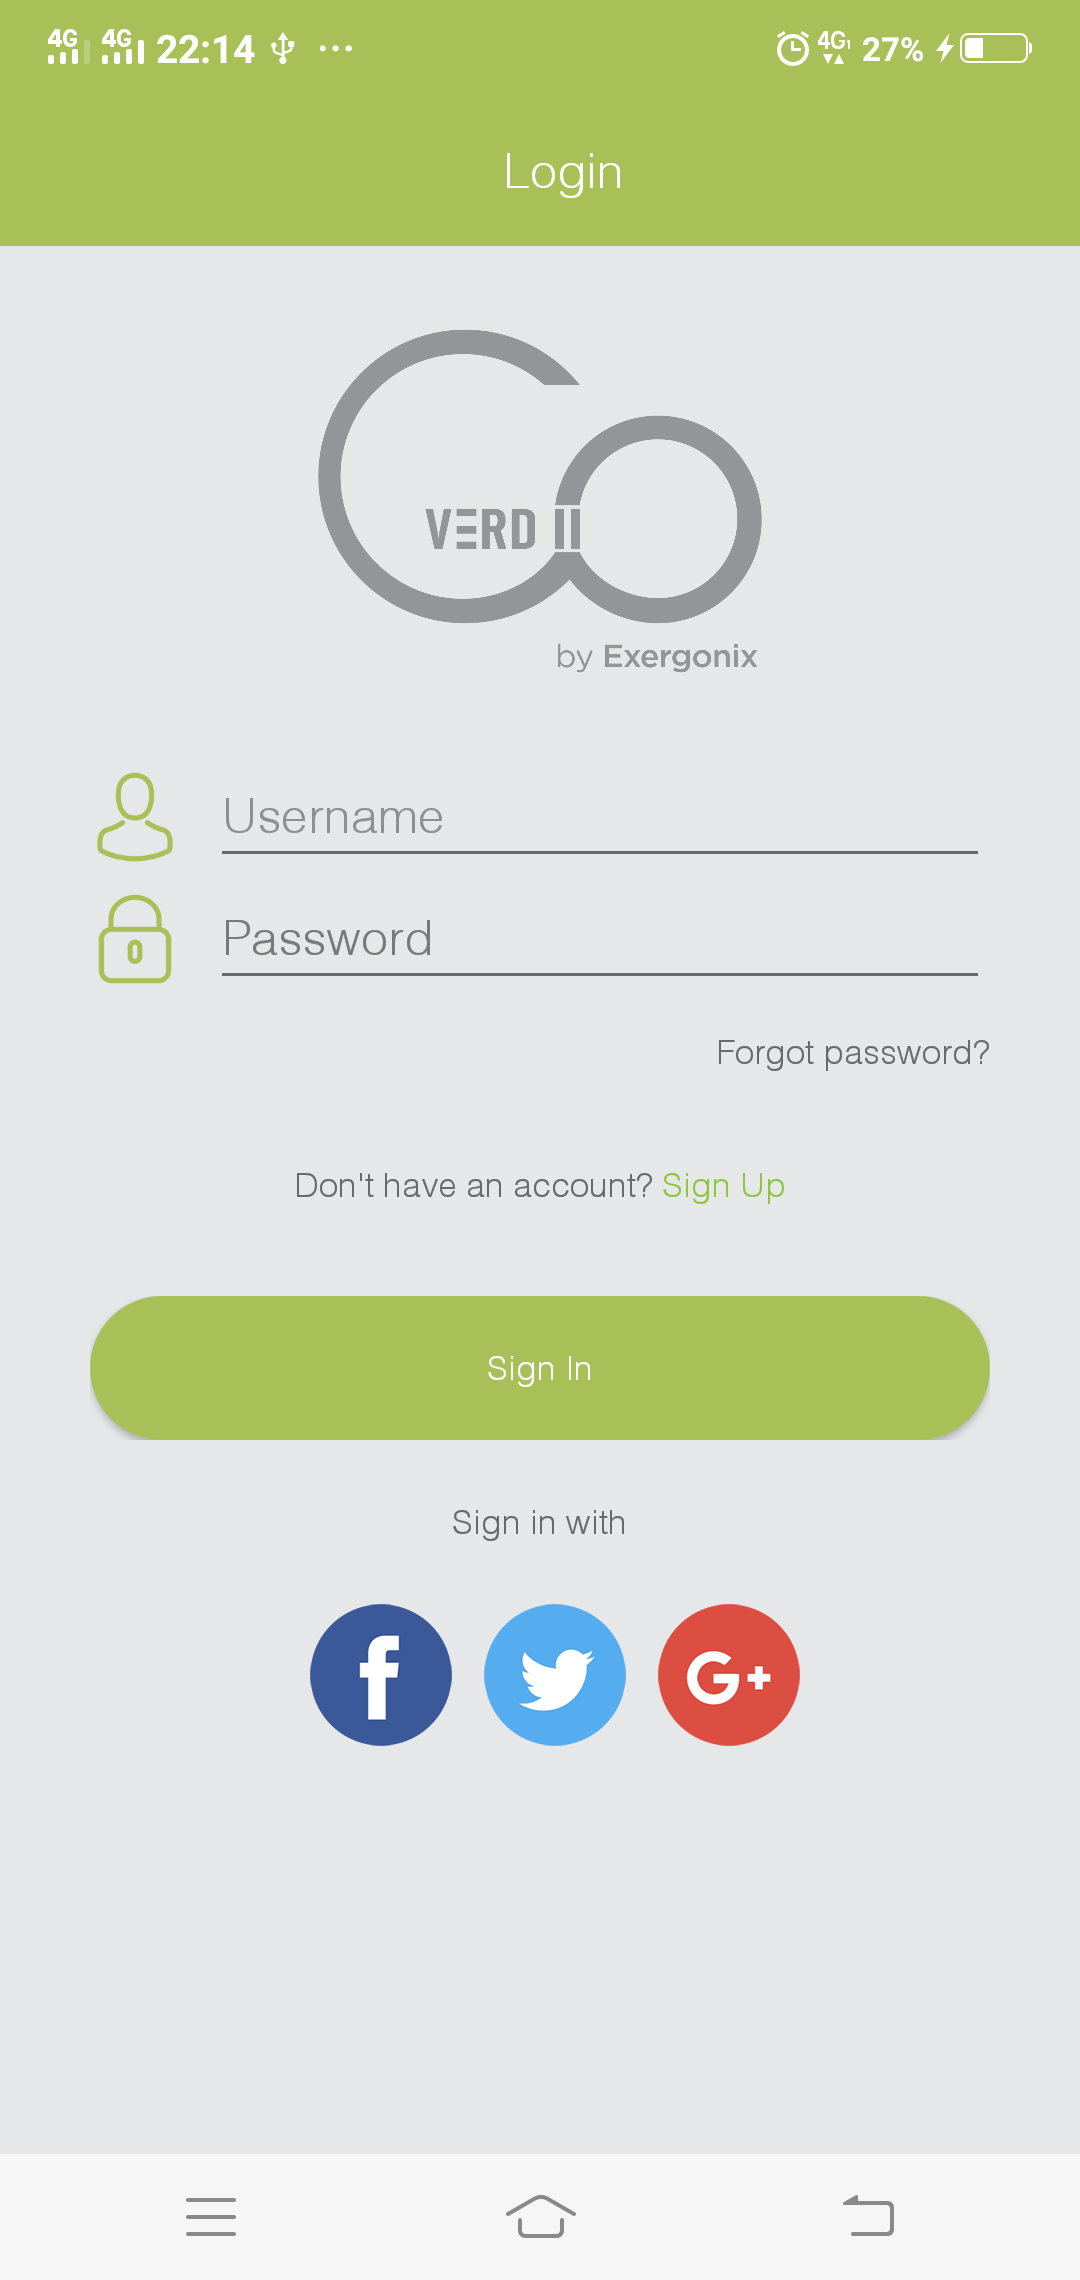 4G 4G 22:14 ... 4G1 27%
Login
VERD II
by Exergonix
Username
Password
Forgot password?
Don't have an account? Sign Up
Sign In
Sign in with
f G+